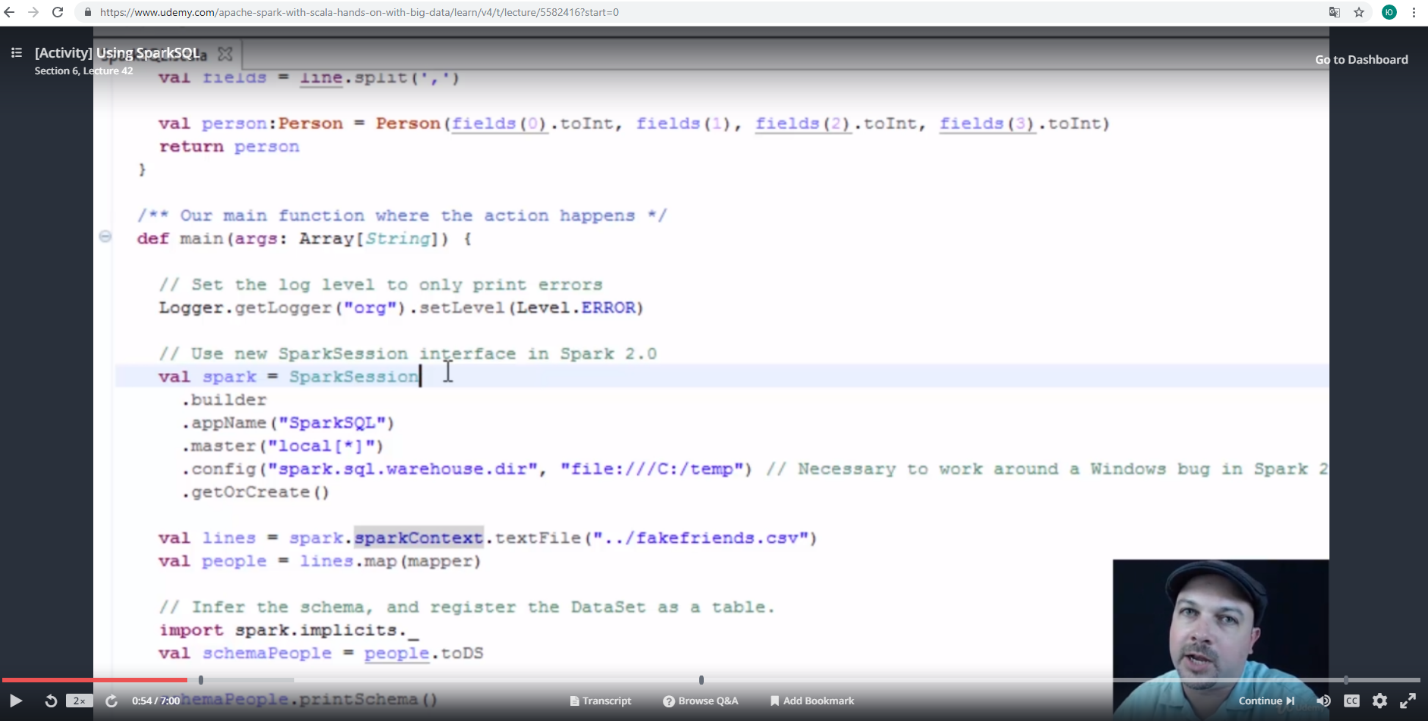 https://www.udemy.com/apache-spark-with-scala-hands-on-with-big-data/learn/v4/t/lecture/5582416?start=0
[Activity] Using SparkSQL
Section 6, Lecture 42
Go to Dashboard
val fields = line.split(',')
val person:Person = Person(fields(0).toInt, fields(1), fields(2).toInt, fields(3).toInt)
return person
}
/** Our main function where the action happens */
def main(args: Array[String]) {
// Set the log level to only print errors
Logger.getLogger("org").setLevel(Level.ERROR)
// Use new SparkSession interface in Spark 2.0
val spark = SparkSession
.builder
.appName("SparkSQL")
.master("local[*]")
.config("spark.sql.warehouse.dir", "file:///C:/temp") // Necessary to work around a Windows bug in Spark 2
.getOrCreate()
val lines = spark.sparkContext.textFile("../fakefriends.csv")
val people = lines.map(mapper)
// Infer the schema, and register the DataSet as a table.
import spark.implicits._
val schemaPeople = people.toDS
schemaPeople.printSchema()
2x
0:54 / 7:00
Transcript
Browse Q&A
Add Bookmark
Continue
CC